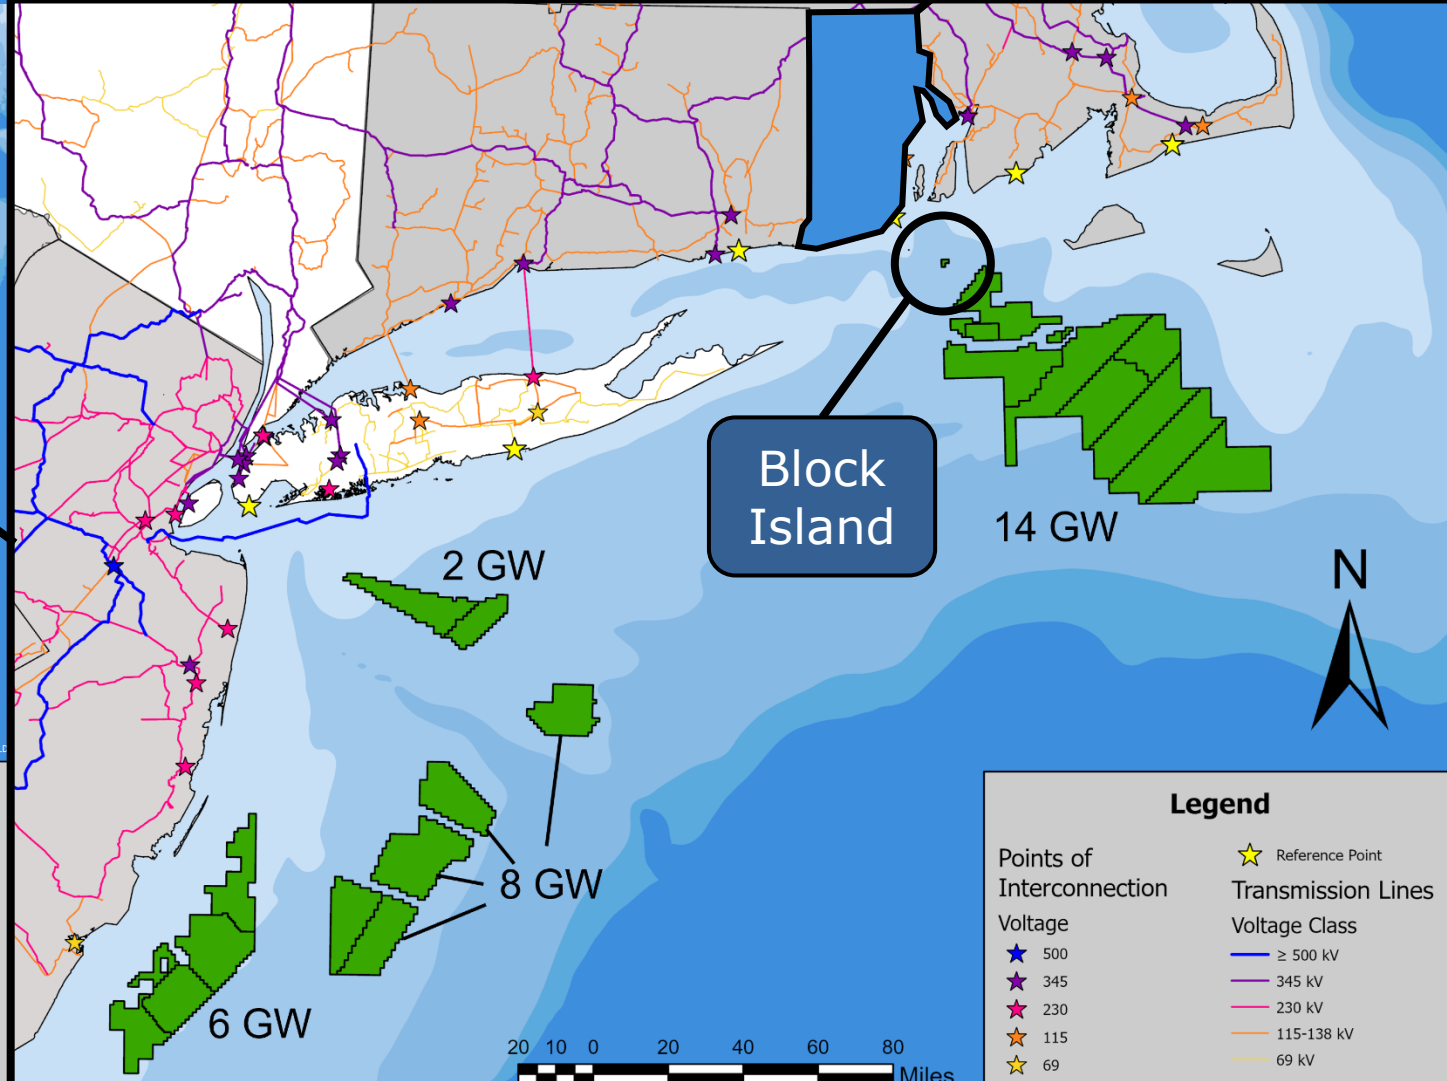 Block
Island
14 GW
N
2 GW
8 GW
6 GW
20 10 0 20 40 60 80
Miles
Legend
Points of
Interconnection
Voltage
500
345
230
115
69
Reference Point
Transmission Lines
Voltage Class
≥ 500 kV
345 kV
230 kV
115-138 kV
69 kV